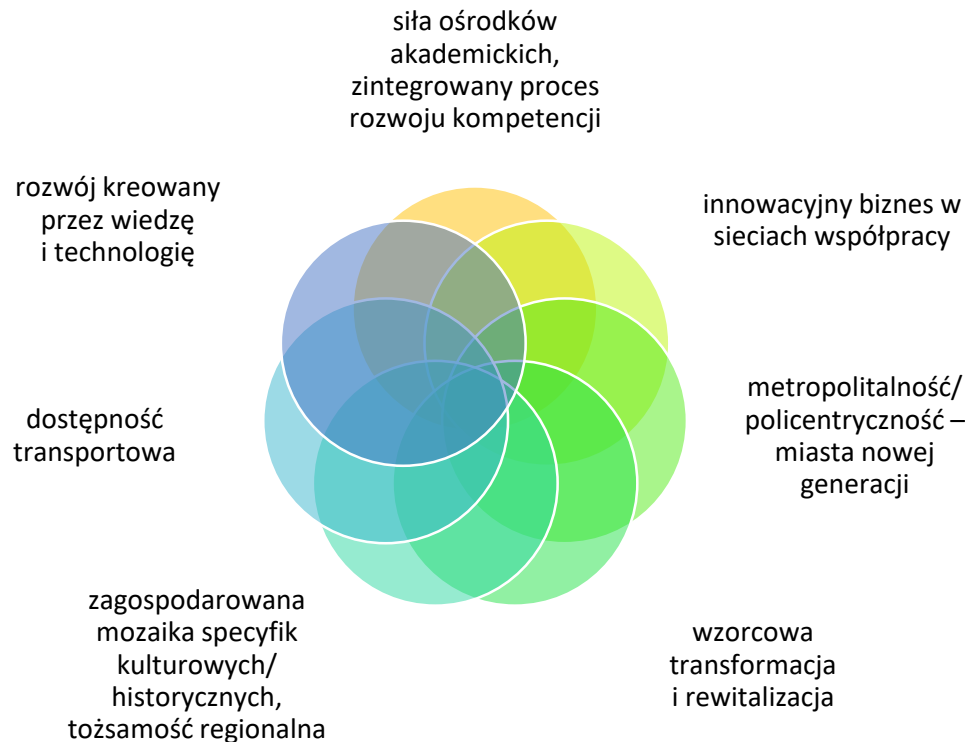 siła ośrodków
akademickich,
zintegrowany proces
rozwoju kompetencji
rozwój kreowany
przez wiedzę
i technologię
innowacyjny biznes w
sieciach współpracy
dostępność
transportowa
metropolitalność/
policentryczność –
miasta nowej
generacji
zagospodarowana
mozaika specyfik
kulturowych/
historycznych,
tożsamość regionalna
wzorcowa
transformacja
i rewitalizacja